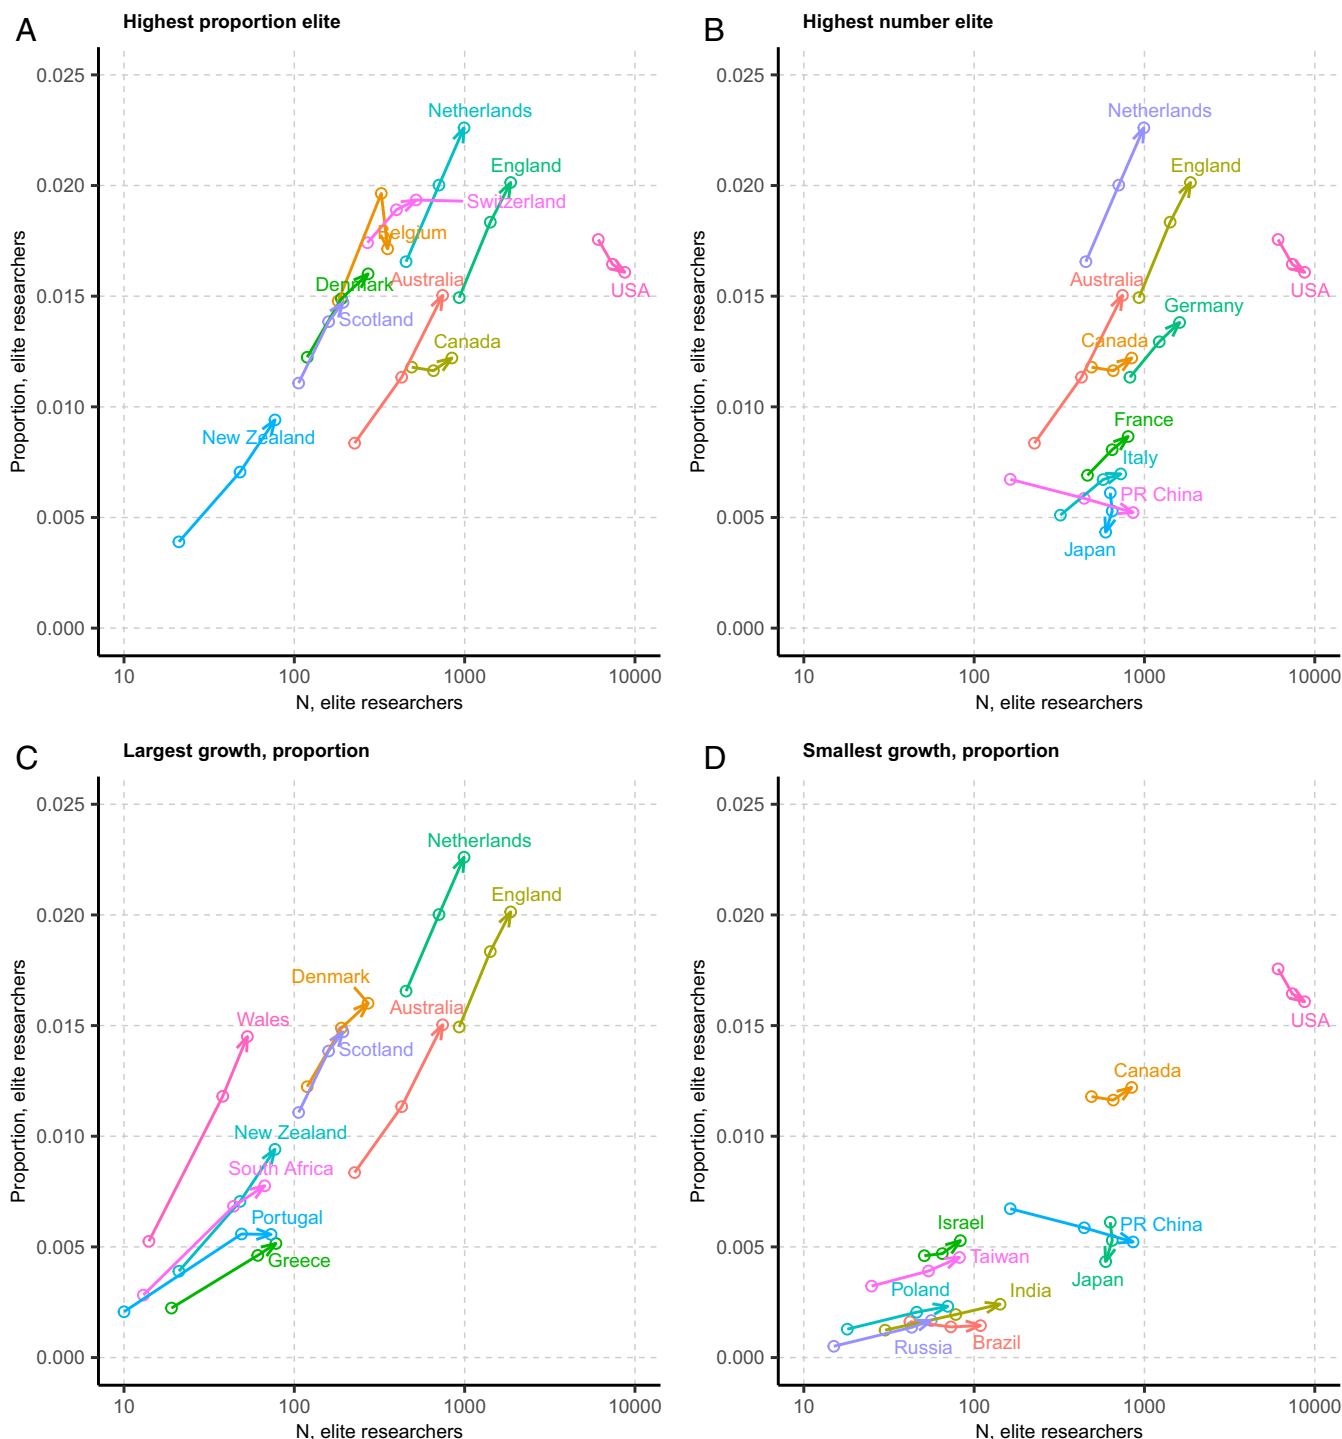 A
Highest proportion elite
0.025
0.020
0.015
0.010
0.005
0.000
Proportion, elite researchers
Netherlands
England
Switzerland
Belgium
Denmark
Australia
USA
Scotland
Canada
New Zealand
10
100
1000
10000
N, elite researchers
B
Highest number elite
0.025
0.020
0.015
0.010
0.005
0.000
Proportion, elite researchers
Netherlands
England
Australia
USA
Germany
Canada
France
Italy
PR China
Japan
10
100
1000
10000
N, elite researchers
C
Largest growth, proportion
0.025
0.020
0.015
0.010
0.005
0.000
Proportion, elite researchers
Netherlands
England
Denmark
Australia
Wales
Scotland
New Zealand
South Africa
Portugal
Greece
10
100
1000
10000
N, elite researchers
D
Smallest growth, proportion
0.025
0.020
0.015
0.010
0.005
0.000
Proportion, elite researchers
USA
Canada
Israel
PR China
Taiwan
Japan
Poland
India
Russia
Brazil
10
100
1000
10000
N, elite researchers